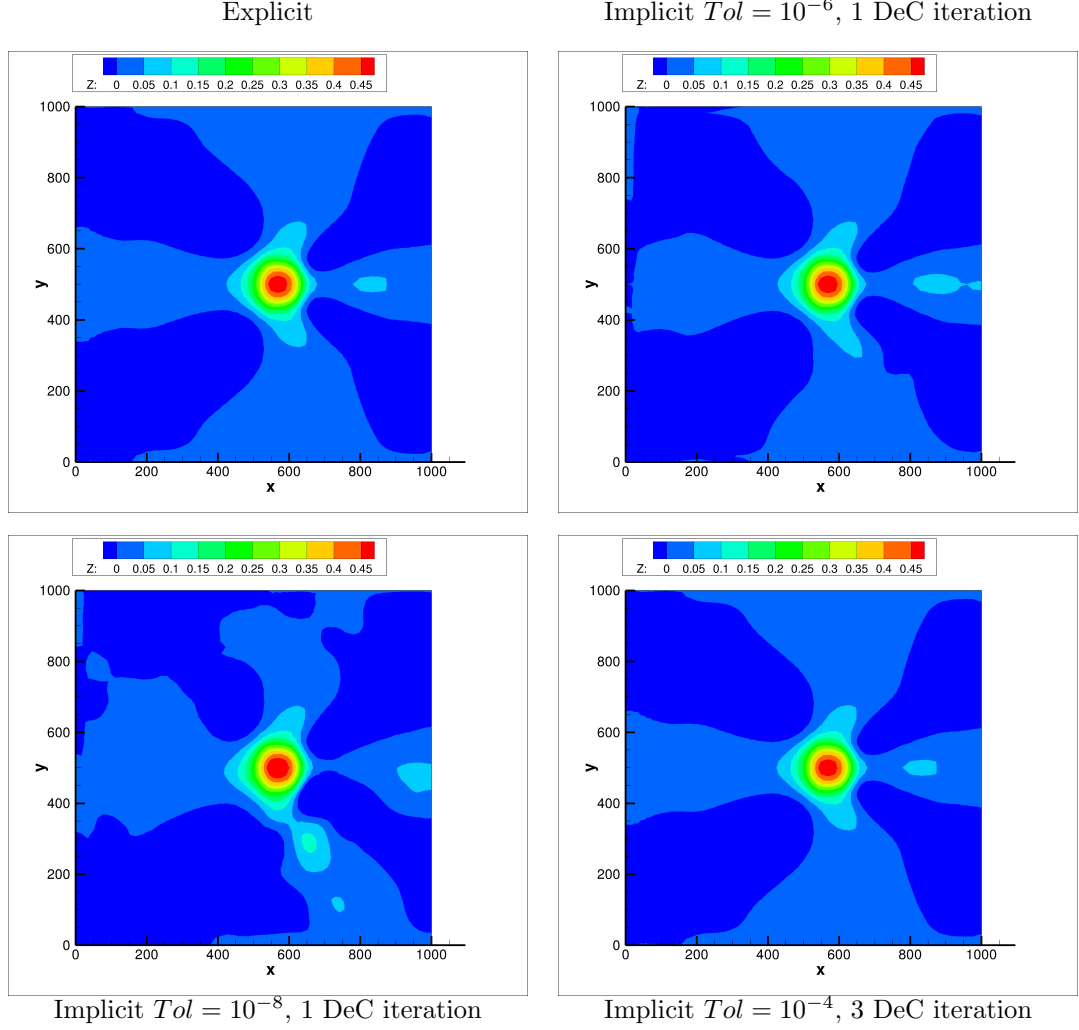 Explicit
Implicit Tol = 10⁻⁶, 1 DeC iteration
Z: 0 0.05 0.1 0.15 0.2 0.25 0.3 0.35 0.4 0.45
1000
800
600
400
200
0
y
0 200 400 600 800 1000
x
Z: 0 0.05 0.1 0.15 0.2 0.25 0.3 0.35 0.4 0.45
1000
800
600
400
200
0
y
0 200 400 600 800 1000
x
Z: 0 0.05 0.1 0.15 0.2 0.25 0.3 0.35 0.4 0.45
1000
800
600
400
200
0
y
0 200 400 600 800 1000
x
Z: 0 0.05 0.1 0.15 0.2 0.25 0.3 0.35 0.4 0.45
1000
800
600
400
200
0
y
0 200 400 600 800 1000
x
Implicit Tol = 10⁻⁸, 1 DeC iteration
Implicit Tol = 10⁻⁴, 3 DeC iteration